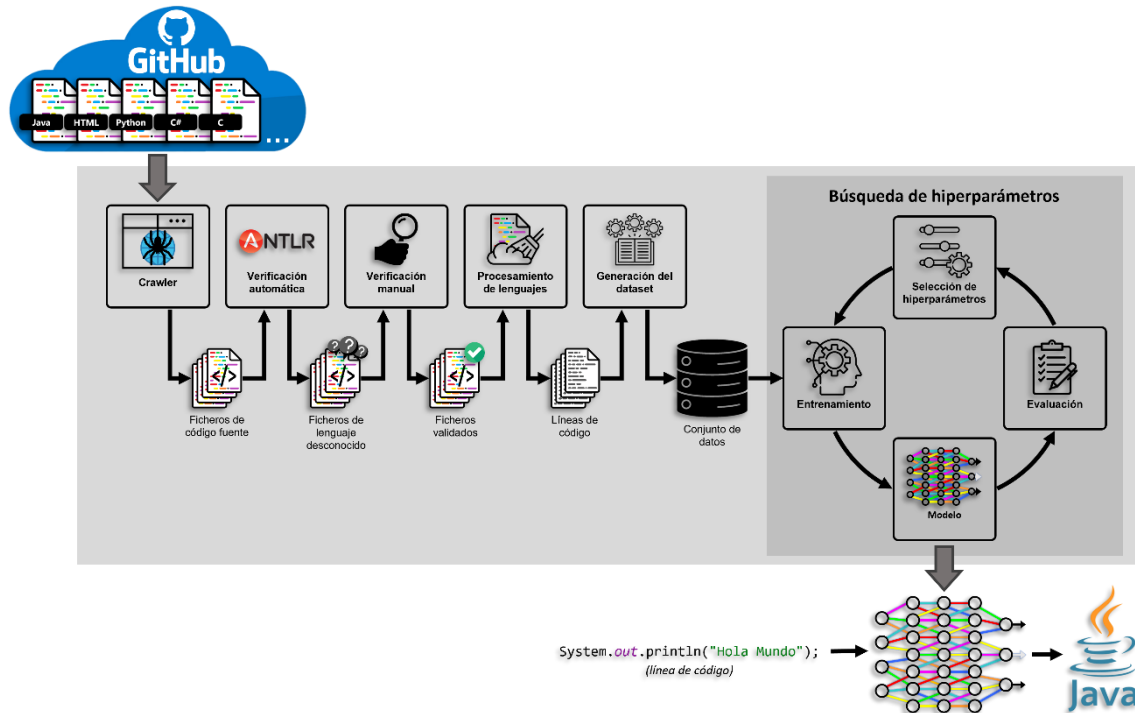 GitHub
Java
HTML
Python
C#
C
...
Búsqueda de hiperparámetros
Crawler
ANTLR
Verificación
automática
Verificación
manual
Procesamiento
de lenguajes
Generación del
dataset
Selección de
hiperparámetros
Entrenamiento
Evaluación
Modelo
Ficheros de
código fuente
???
Ficheros de
lenguaje
desconocido
Ficheros
validados
Líneas de
código
Conjunto de
datos
System.out.println("Hola Mundo");
(línea de código)
Java